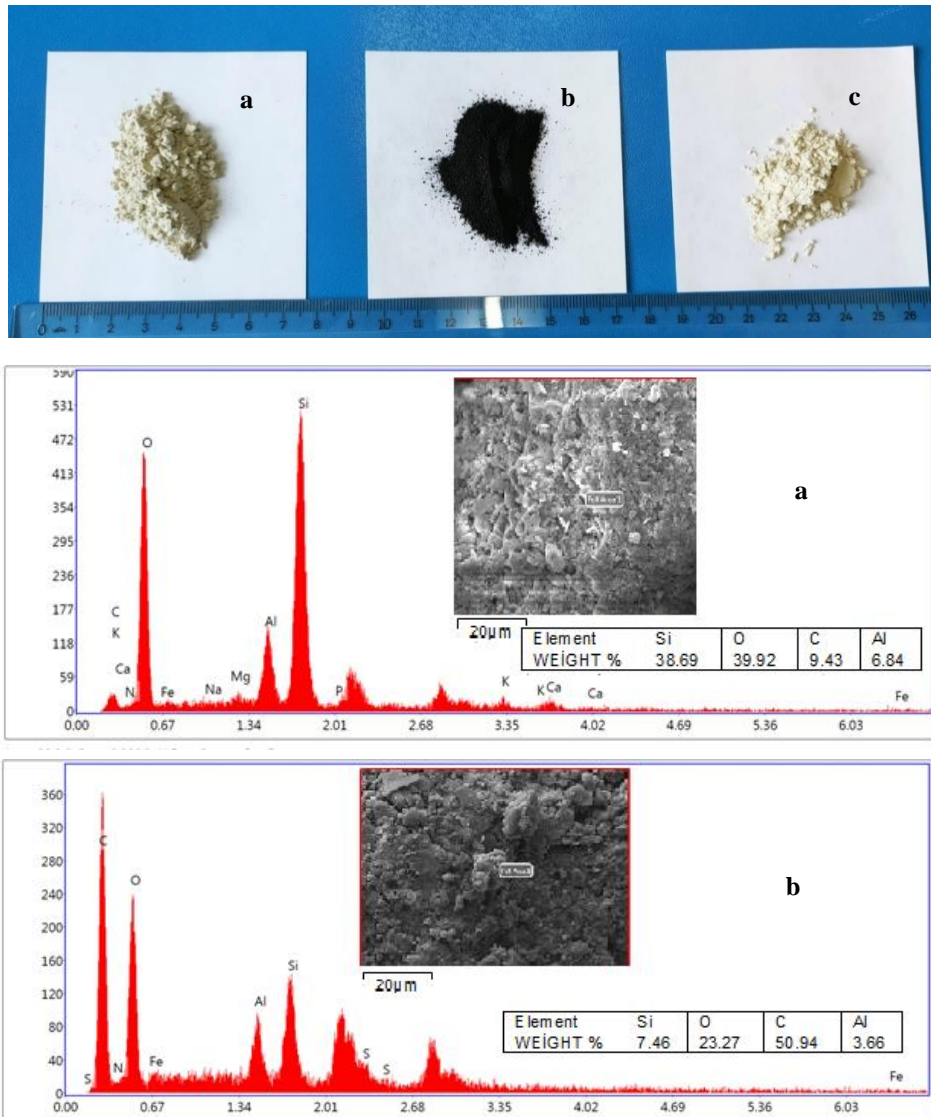 a b c
0 1 2 3 4 5 6 7 8 9 10 11 12 13 14 15 16 17 18 19 20 21 22 23 24 25 26
590
531
472
413
354
295
236
177
118
59
0
Si
O
a
C
K
Ca
N
Fe
Na
Mg
Al
P
K
K Ca
Ca
Fe
20µm
Element Si O C Al
WEİGHT % 38.69 39.92 9.43 6.84
0.00 0.67 1.34 2.01 2.68 3.35 4.02 4.69 5.36 6.03
360
320
280
240
200
160
120
80
40
0
C
O
b
Si
Al
S
N
Fe
S
S
Fe
20µm
Element Si O C Al
WEİGHT % 7.46 23.27 50.94 3.66
0.00 0.67 1.34 2.01 2.68 3.35 4.02 4.69 5.36 6.03